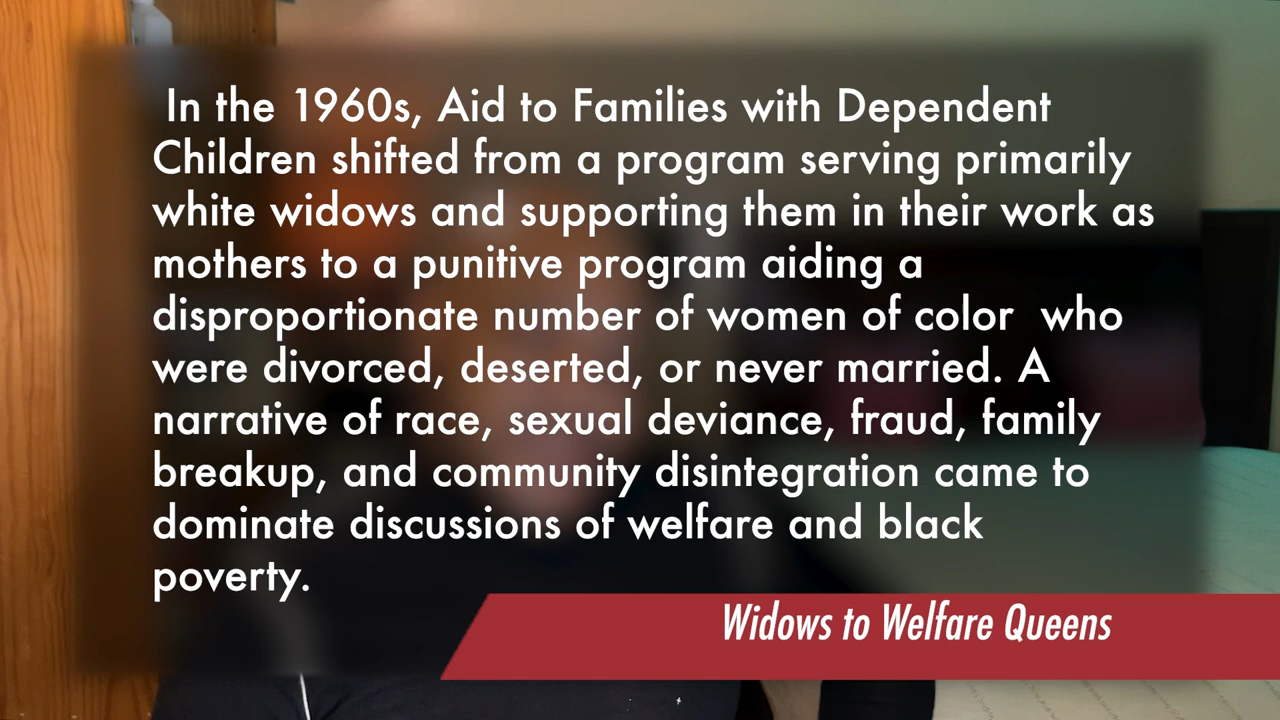 In the 1960s, Aid to Families with Dependent
Children shifted from a program serving primarily
white widows and supporting them in their work as
mothers to a punitive program aiding a
disproportionate number of women of color  who
were divorced, deserted, or never married. A
narrative of race, sexual deviance, fraud, family
breakup, and community disintegration came to
dominate discussions of welfare and black
poverty.
Widows to Welfare Queens